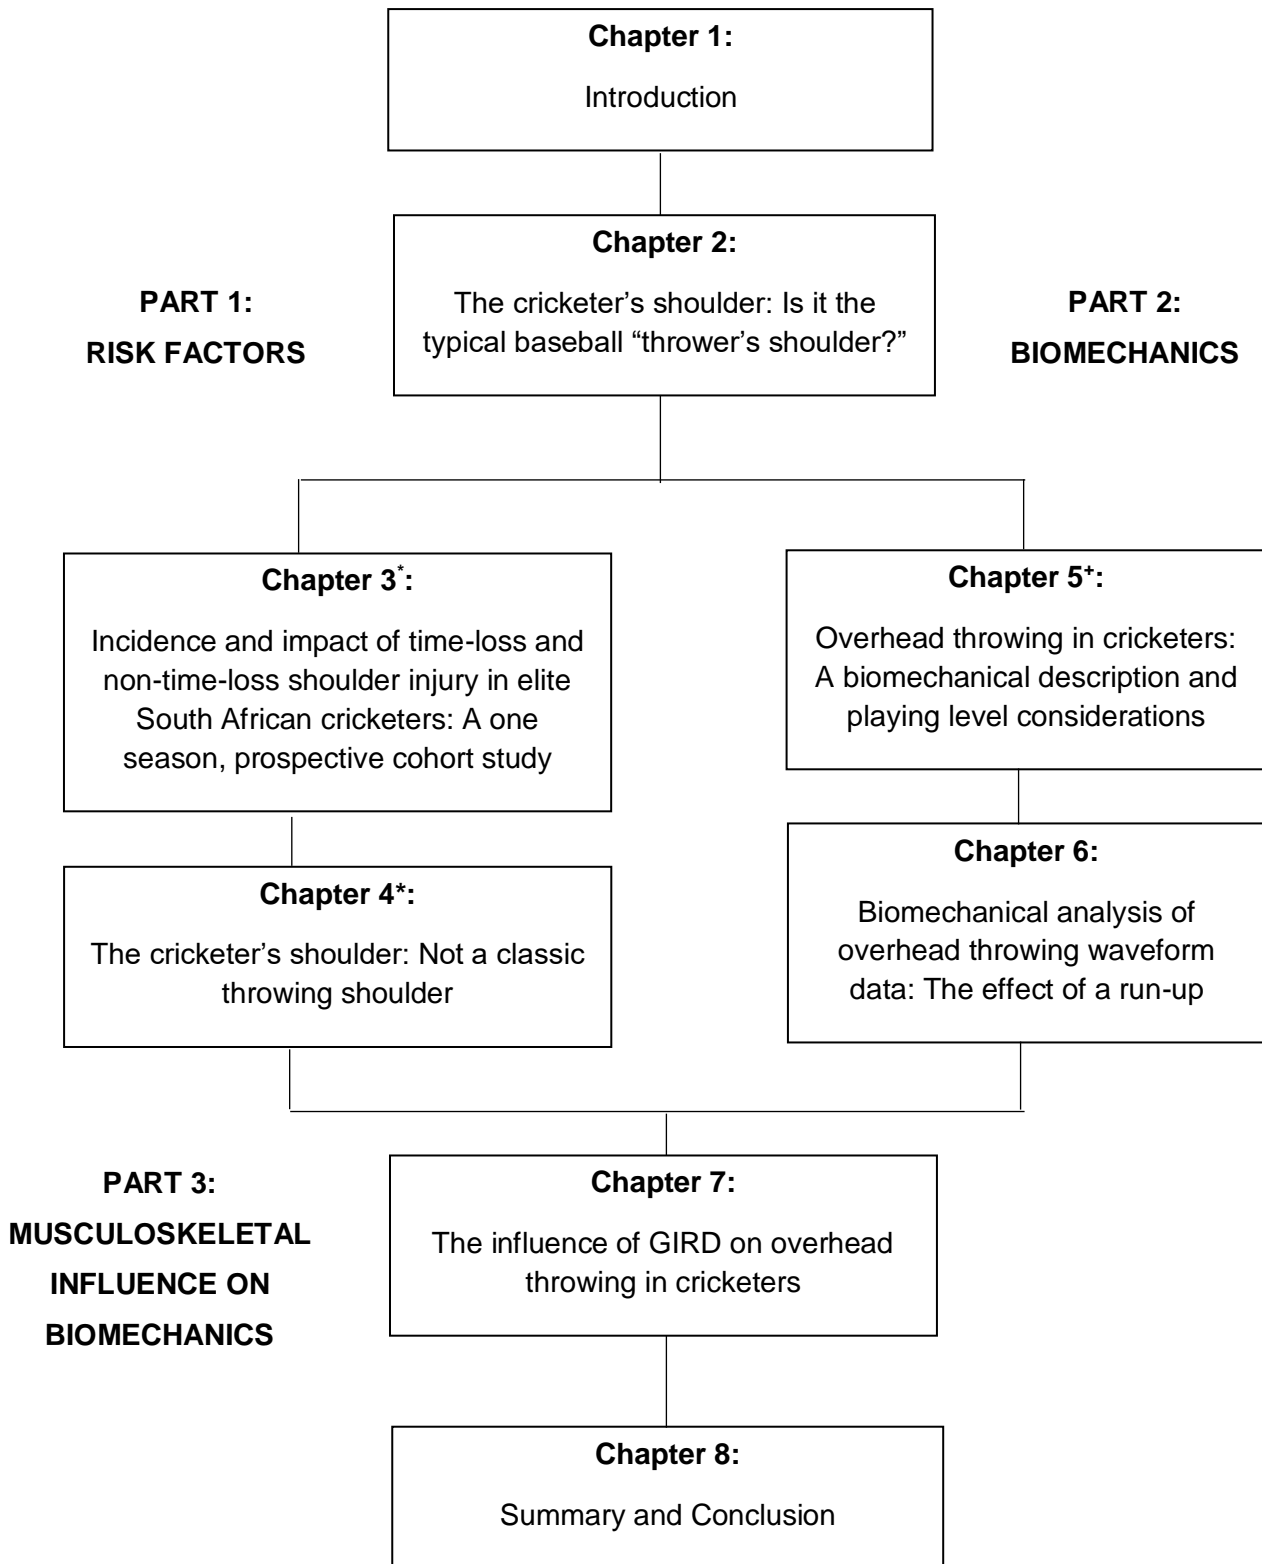 Chapter 1:
Introduction
Chapter 2:
The cricketer’s shoulder: Is it the
typical baseball “thrower’s shoulder?”
PART 1:
RISK FACTORS
PART 2:
BIOMECHANICS
Chapter 3*:
Incidence and impact of time-loss and
non-time-loss shoulder injury in elite
South African cricketers: A one
season, prospective cohort study
Chapter 4*:
The cricketer’s shoulder: Not a classic
throwing shoulder
Chapter 5+:
Overhead throwing in cricketers:
A biomechanical description and
playing level considerations
Chapter 6:
Biomechanical analysis of
overhead throwing waveform
data: The effect of a run-up
PART 3:
MUSCULOSKELETAL
INFLUENCE ON
BIOMECHANICS
Chapter 7:
The influence of GIRD on overhead
throwing in cricketers
Chapter 8:
Summary and Conclusion